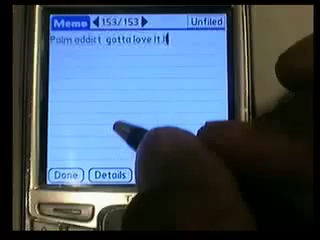 Memo 153/153 Unfiled
Palm addict gotta love it.!
Done Details